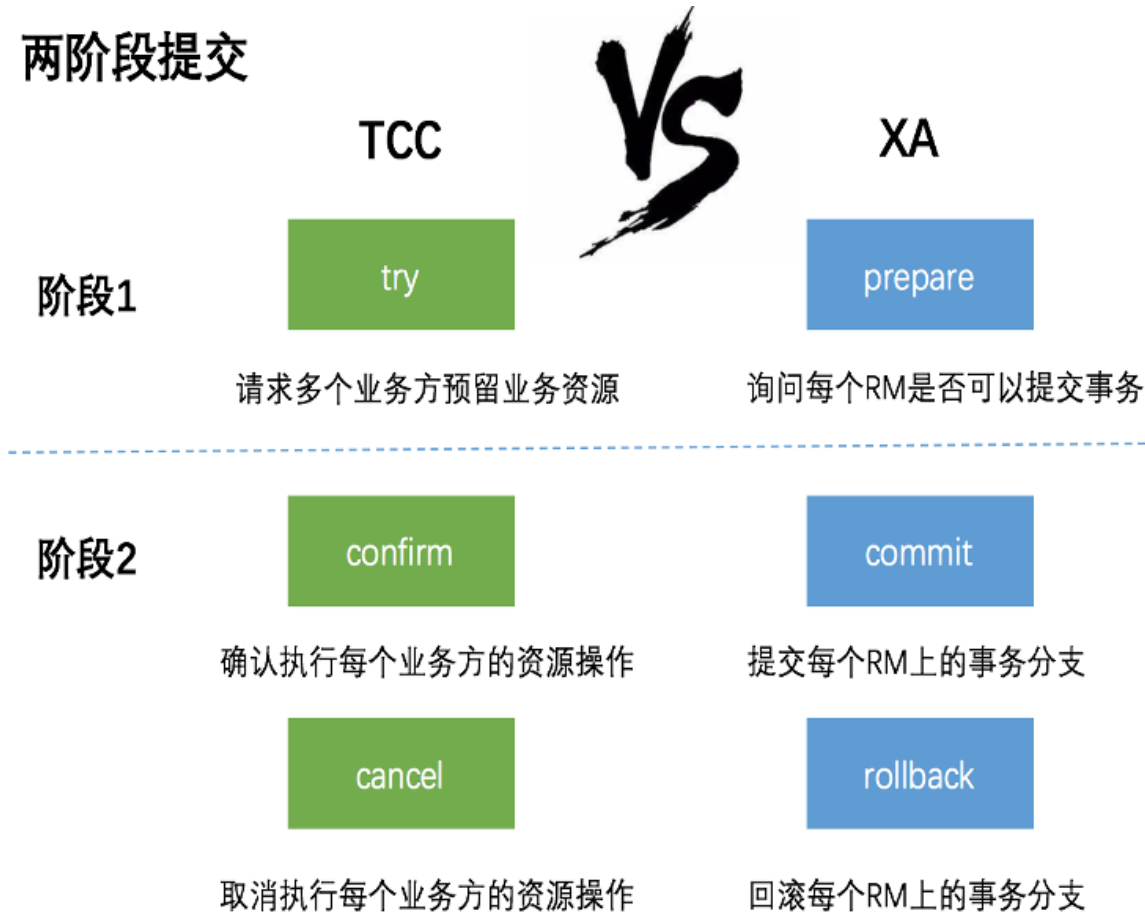 两阶段提交
VS
TCC
XA
阶段1
try
prepare
请求多个业务方预留业务资源
询问每个RM是否可以提交事务
阶段2
confirm
commit
确认执行每个业务方的资源操作
提交每个RM上的事务分支
cancel
rollback
取消执行每个业务方的资源操作
回滚每个RM上的事务分支